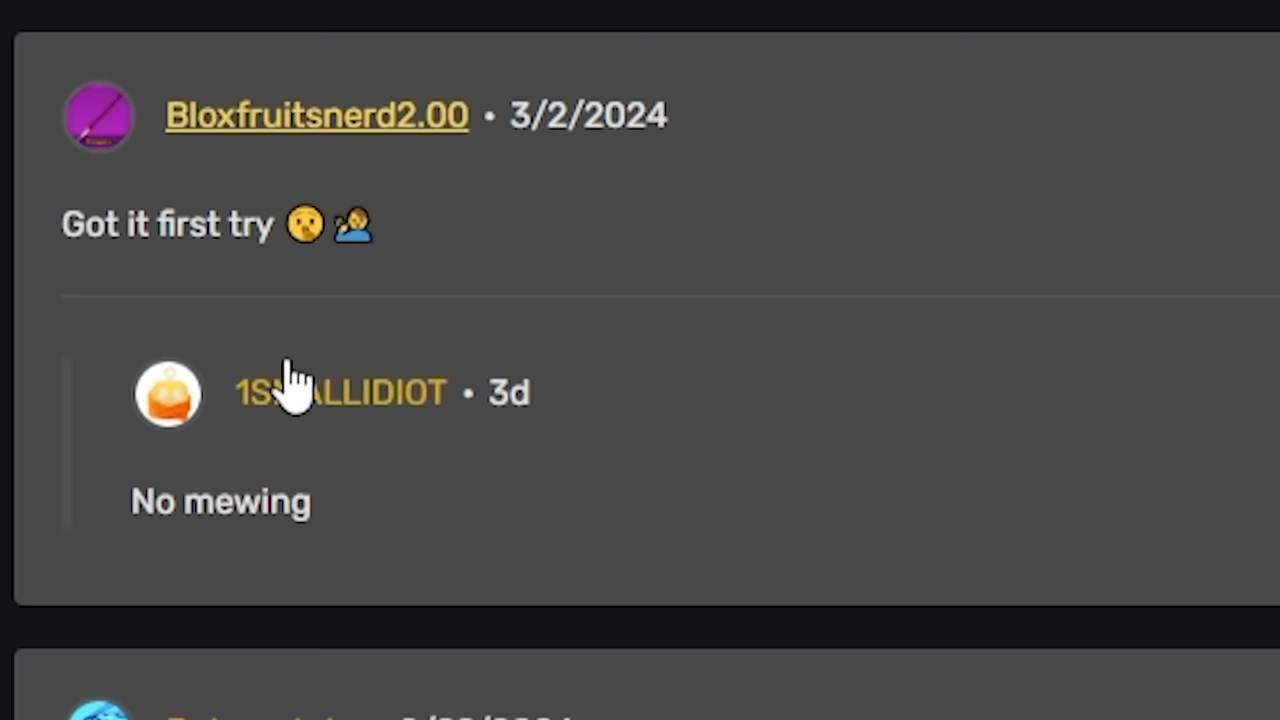 Bloxfruitsnerd2.00 • 3/2/2024
Got it first try 🤫 🧏‍♂️
• 3d
No mewing